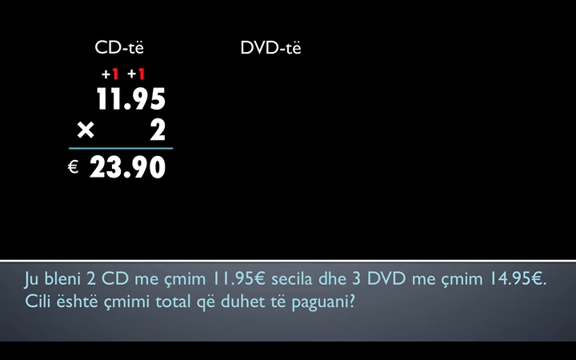 CD-të DVD-të
+1 +1
11.95
× 2
€ 23.90
Ju bleni 2 CD me çmim 11.95€ secila dhe 3 DVD me çmim 14.95€.
Cili është çmimi total që duhet të paguani?